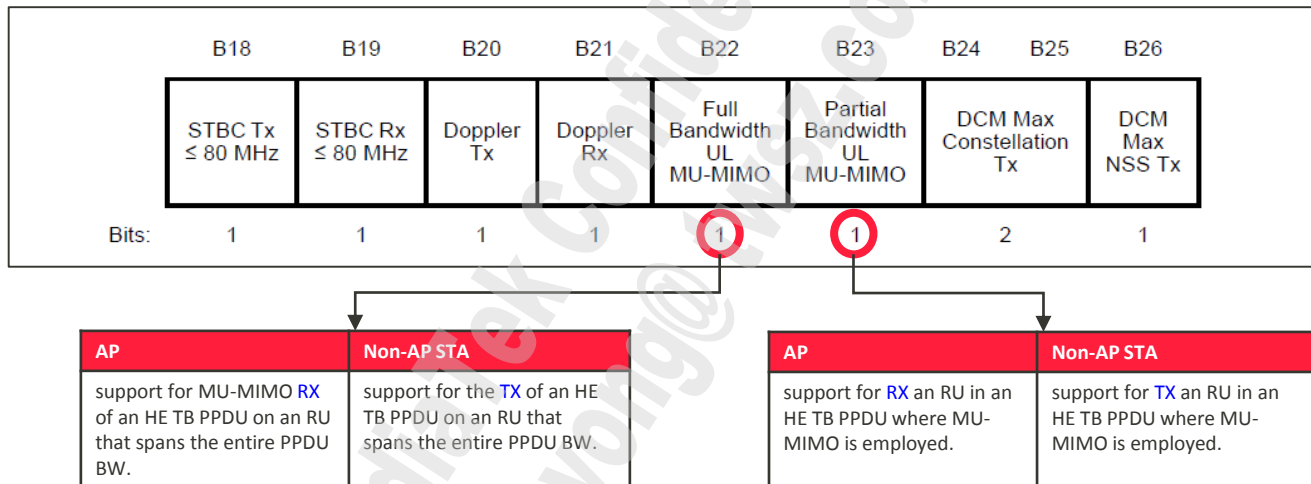 B18 B19 B20 B21 B22 B23 B24 B25 B26
STBC Tx ≤ 80 MHz
STBC Rx ≤ 80 MHz
Doppler Tx
Doppler Rx
Full Bandwidth UL MU-MIMO
Partial Bandwidth UL MU-MIMO
DCM Max Constellation Tx
DCM Max NSS Tx
Bits: 1 1 1 1 1 1 2 1
AP Non-AP STA
support for MU-MIMO RX
of an HE TB PPDU on an RU
that spans the entire PPDU
BW.
support for the TX of an HE
TB PPDU on an RU that
spans the entire PPDU BW.
AP Non-AP STA
support for RX an RU in an
HE TB PPDU where MU-
MIMO is employed.
support for TX an RU in an
HE TB PPDU where MU-
MIMO is employed.